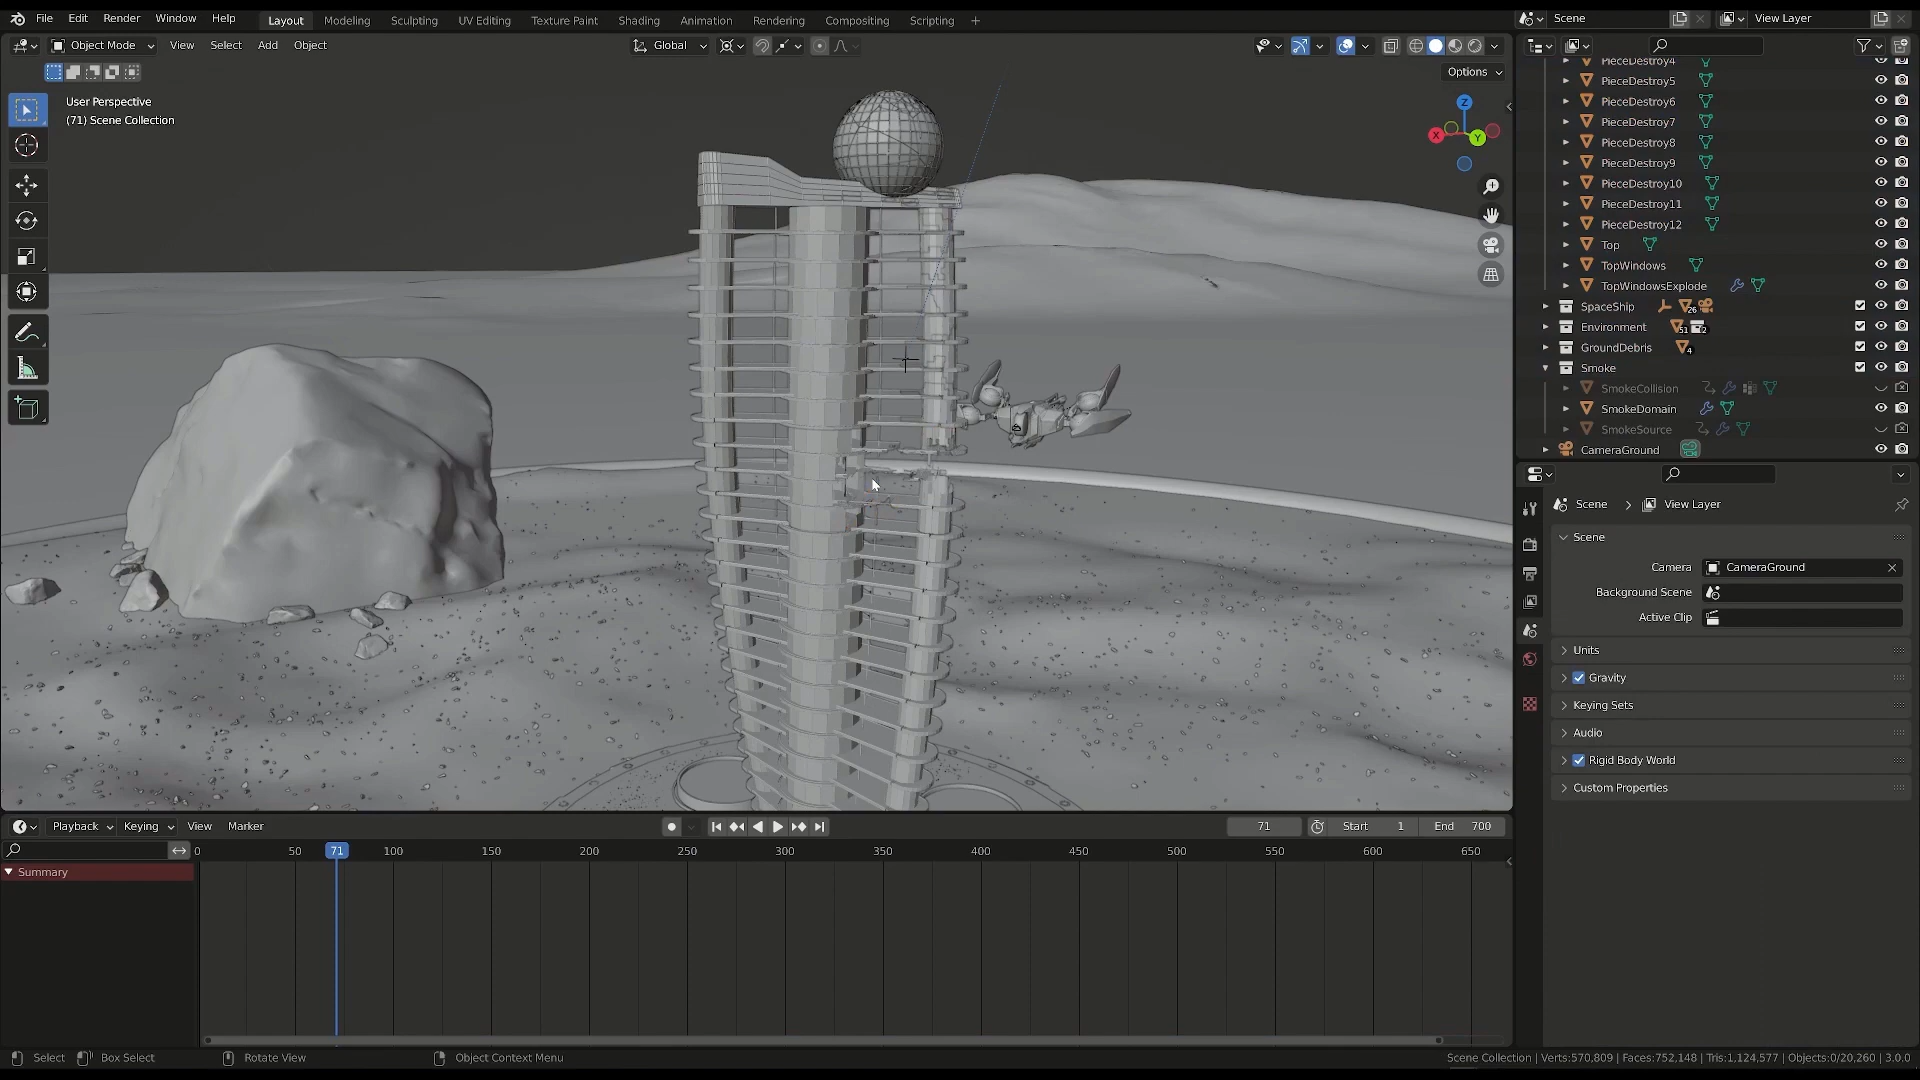 File Edit Render Window Help Layout Modeling Sculpting UV Editing Texture Paint Shading Animation Rendering Compositing Scripting + Scene View Layer
Object Mode View Select Add Object Global
Options
User Perspective
(71) Scene Collection
Z
X
Y
PieceDestroy4
PieceDestroy5
PieceDestroy6
PieceDestroy7
PieceDestroy8
PieceDestroy9
PieceDestroy10
PieceDestroy11
PieceDestroy12
Top
TopWindows
TopWindowsExplode
SpaceShip 26
Environment 51 2
GroundDebris 4
Smoke
SmokeCollision
SmokeDomain
SmokeSource
CameraGround
Scene View Layer
Scene
Camera CameraGround
Background Scene
Active Clip
Units
Gravity
Keying Sets
Audio
Rigid Body World
Custom Properties
Playback Keying View Marker 71 Start 1 End 700
0 50 71 100 150 200 250 300 350 400 450 500 550 600 650
Summary
Select Box Select Rotate View Object Context Menu Scene Collection | Verts:570,809 | Faces:752,148 | Tris:1,124,577 | Objects:0/20,260 | 3.0.0